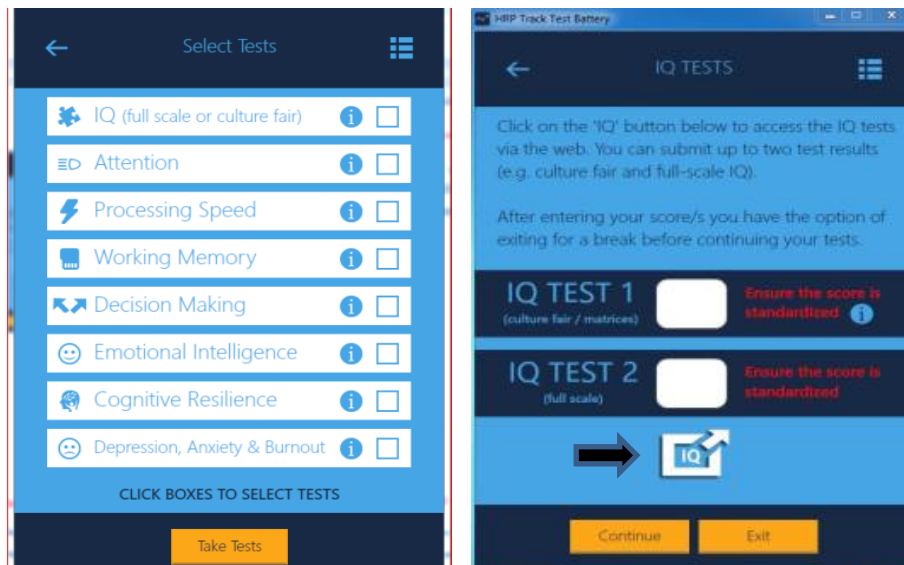 Select Tests
IQ (full scale or culture fair)
Attention
Processing Speed
Working Memory
Decision Making
Emotional Intelligence
Cognitive Resilience
Depression, Anxiety & Burnout
CLICK BOXES TO SELECT TESTS
Take Tests
HIIP Track Test Battery
IQ TESTS
Click on the 'IQ' button below to access the IQ tests
via the web. You can submit up to two test results
(e.g. culture fair and full-scale IQ).
After entering your score/s you have the option of
exiting for a break before continuing your tests.
IQ TEST 1
(culture fair / matrices)
Ensure the score is
standardized
IQ TEST 2
(full scale)
Ensure the score is
standardized
IQ
Continue
Exit